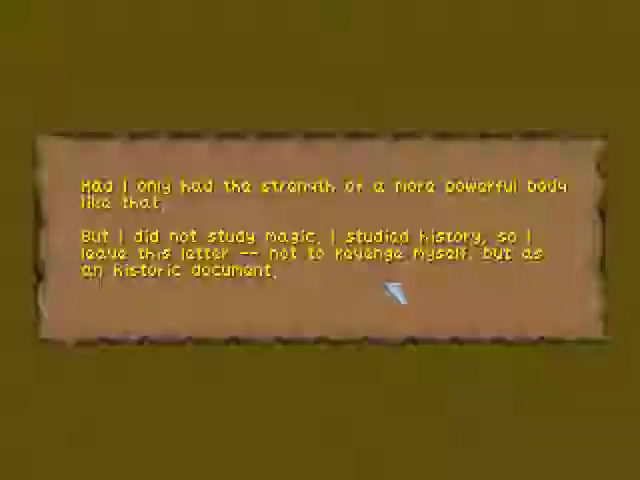 Had I only had the strength of a more powerful body
like that.
But I did not study magic. I studied history, so I
leave this letter -- not to revenge myself, but as
an historic document.